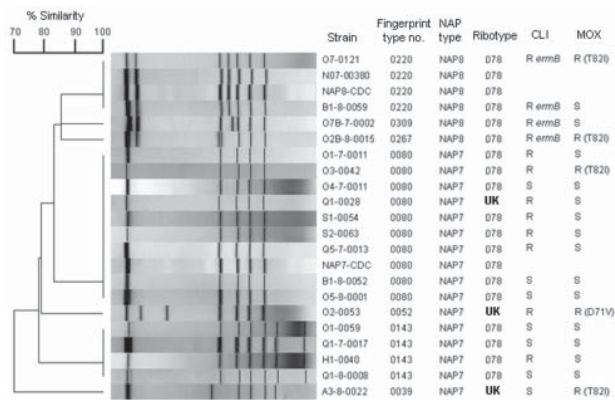 % Similarity
70 80 90 100
Strain Fingerprint type no. NAP type Ribotype CLI MOX
O7-0121 0220 NAP8 078 R ermB R (T82I)
N07-00380 0220 NAP8 078
NAP8-CDC 0220 NAP8 078
B1-8-0059 0220 NAP8 078 R ermB S
O7B-7-0002 0309 NAP8 078 R ermB S
O2B-8-0015 0267 NAP8 078 R ermB R (T82I)
O1-7-0011 0080 NAP7 078 R S
O3-0042 0080 NAP7 078 R R (T82I)
O4-7-0011 0080 NAP7 078 S S
Q1-0028 0080 NAP7 UK R S
S1-0054 0080 NAP7 078 R S
S2-0063 0080 NAP7 078 R S
Q5-7-0013 0080 NAP7 078 R S
NAP7-CDC 0080 NAP7 078
B1-8-0052 0080 NAP7 078 S S
O5-8-0001 0080 NAP7 078 S S
O2-0053 0052 NAP7 UK R R (D71V)
O1-0059 0143 NAP7 078 S S
Q1-7-0017 0143 NAP7 078 S S
H1-0040 0143 NAP7 078 R S
Q1-8-0008 0143 NAP7 078 S S
A3-8-0022 0039 NAP7 UK S R (T82I)